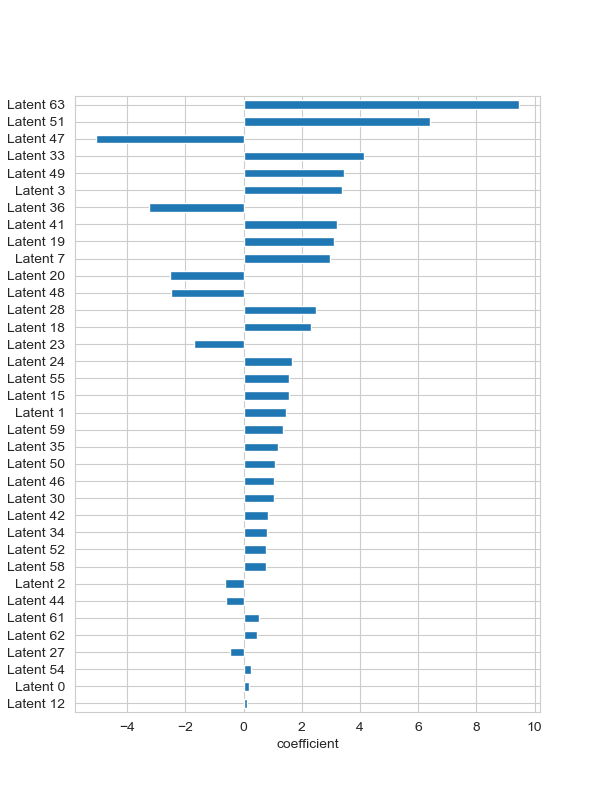 Latent 63
Latent 51
Latent 47
Latent 33
Latent 49
Latent 3
Latent 36
Latent 41
Latent 19
Latent 7
Latent 20
Latent 48
Latent 28
Latent 18
Latent 23
Latent 24
Latent 55
Latent 15
Latent 1
Latent 59
Latent 35
Latent 50
Latent 46
Latent 30
Latent 42
Latent 34
Latent 52
Latent 58
Latent 2
Latent 44
Latent 61
Latent 62
Latent 27
Latent 54
Latent 0
Latent 12
−4 −2 0 2 4 6 8 10
coefficient